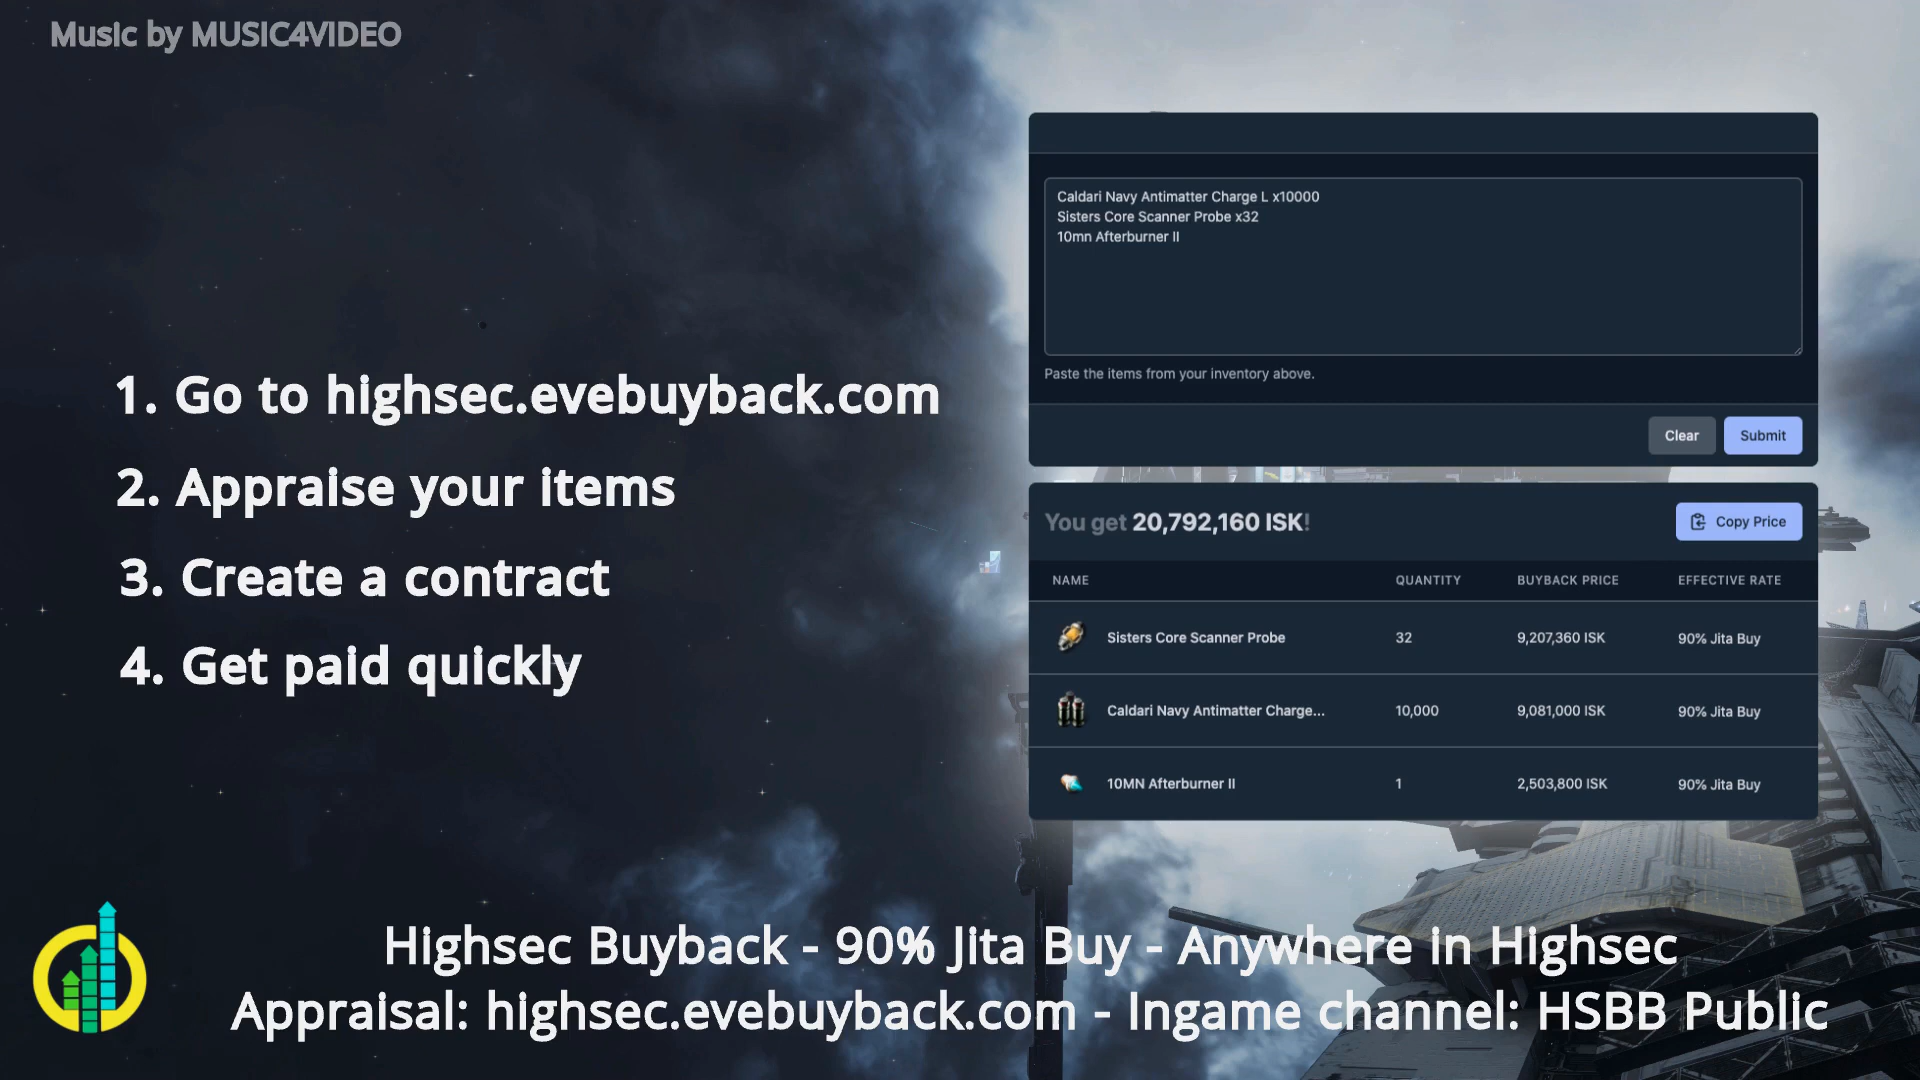 Music by MUSIC4VIDEO
1. Go to highsec.evebuyback.com
2. Appraise your items
3. Create a contract
4. Get paid quickly
Caldari Navy Antimatter Charge L x10000
Sisters Core Scanner Probe x32
10mn Afterburner II
Paste the items from your inventory above.
Clear Submit
You get 20,792,160 ISK!
Copy Price
NAME QUANTITY BUYBACK PRICE EFFECTIVE RATE
Sisters Core Scanner Probe 32 9,207,360 ISK 90% Jita Buy
Caldari Navy Antimatter Charge... 10,000 9,081,000 ISK 90% Jita Buy
10MN Afterburner II 1 2,503,800 ISK 90% Jita Buy
Highsec Buyback - 90% Jita Buy - Anywhere in Highsec
Appraisal: highsec.evebuyback.com - Ingame channel: HSBB Public